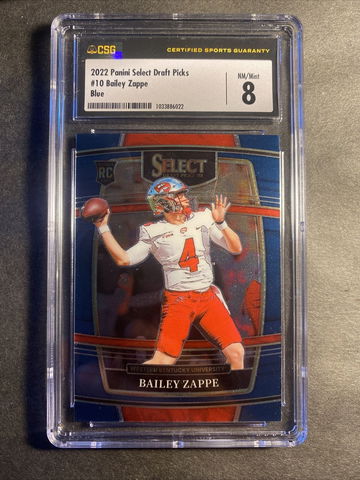 CSG
CERTIFIED SPORTS GUARANTY
2022 Panini Select Draft Picks
#10 Bailey Zappe
Blue
1033886022
NM/Mint
8
RC
SELECT
4
WESTERN KENTUCKY UNIVERSITY
BAILEY ZAPPE